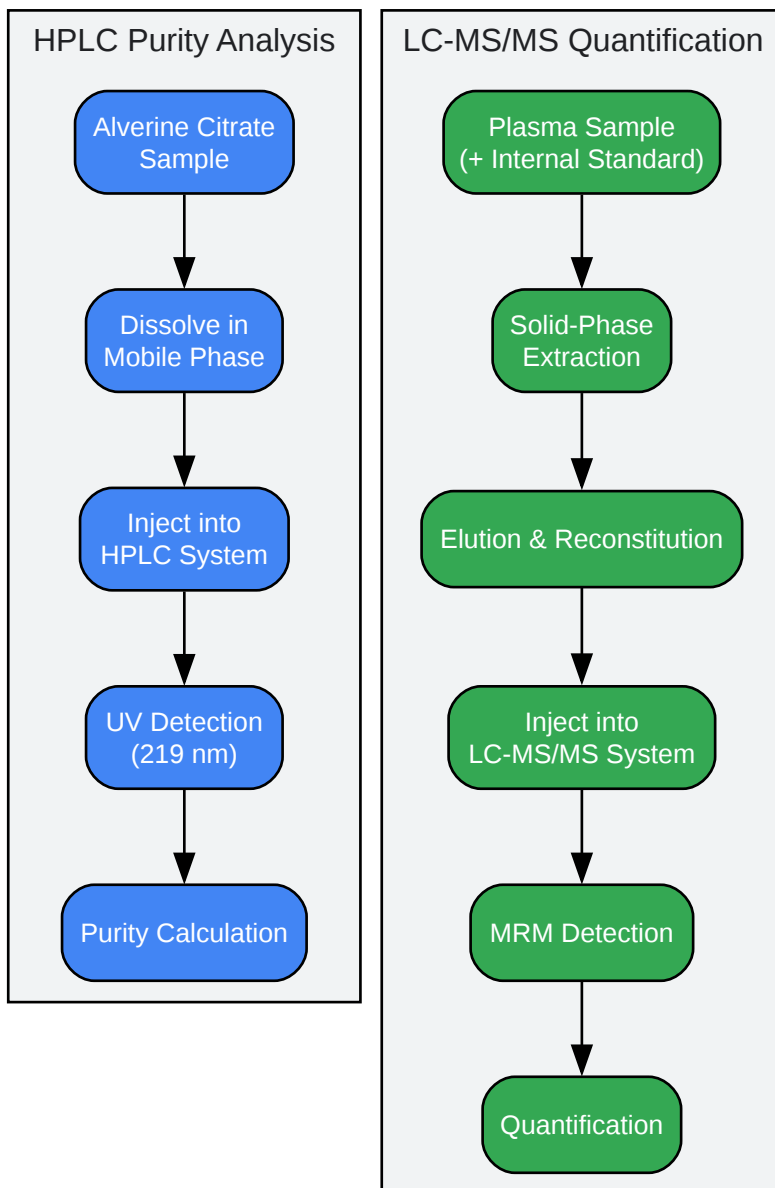 HPLC Purity Analysis
Alverine Citrate
Sample
Dissolve in
Mobile Phase
Inject into
HPLC System
UV Detection
(219 nm)
Purity Calculation
LC-MS/MS Quantification
Plasma Sample
(+ Internal Standard)
Solid-Phase
Extraction
Elution & Reconstitution
Inject into
LC-MS/MS System
MRM Detection
Quantification